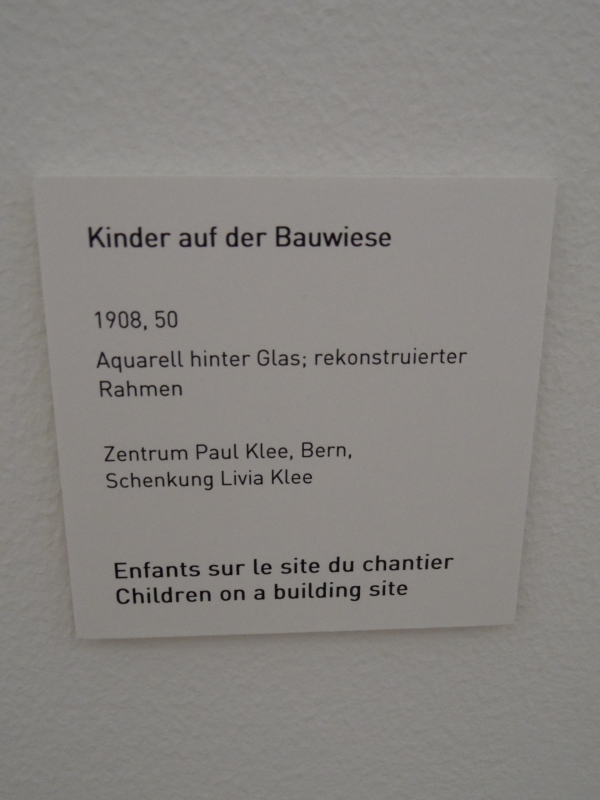 Kinder auf der Bauwiese
1908, 50
Aquarell hinter Glas; rekonstruierter
Rahmen
Zentrum Paul Klee, Bern,
Schenkung Livia Klee
Enfants sur le site du chantier
Children on a building site